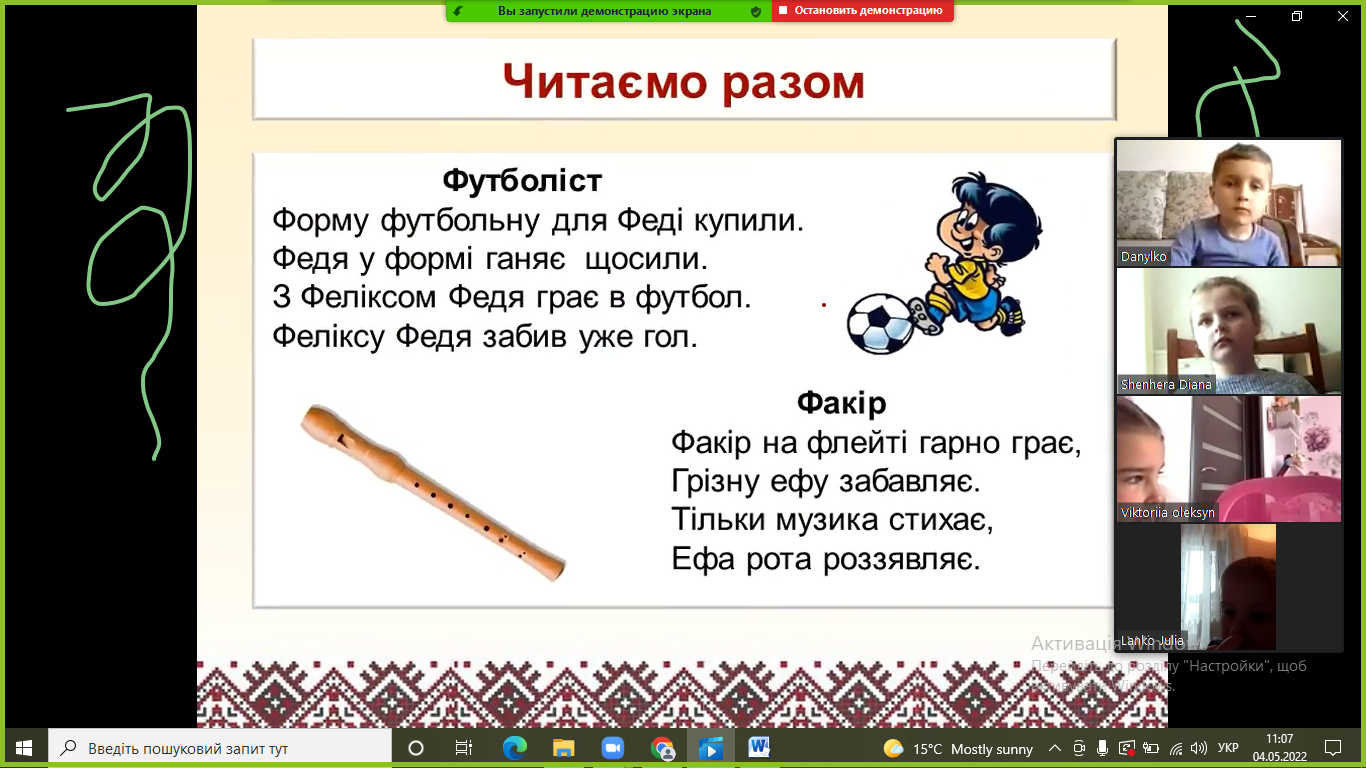 Вы запустили демонстрацию экрана
Остановить демонстрацию
Читаємо разом
Футболіст
Форму футбольну для Феді купили.
Федя у формі ганяє щосили.
З Феліксом Федя грає в футбол.
Феліксу Федя забив уже гол.
Факір
Факір на флейті гарно грає,
Грізну ефу забавляє.
Тільки музика стихає,
Ефа рота роззявляє.
Danylko
Shenhera Diana
Viktoriia oleksyn
Lanko Julia
Активація Windows
Перейдіть до розділу "Настройки", щоб
Windows.
Введіть пошуковий запит тут
15°C Mostly sunny
УКР
11:07
04.05.2022